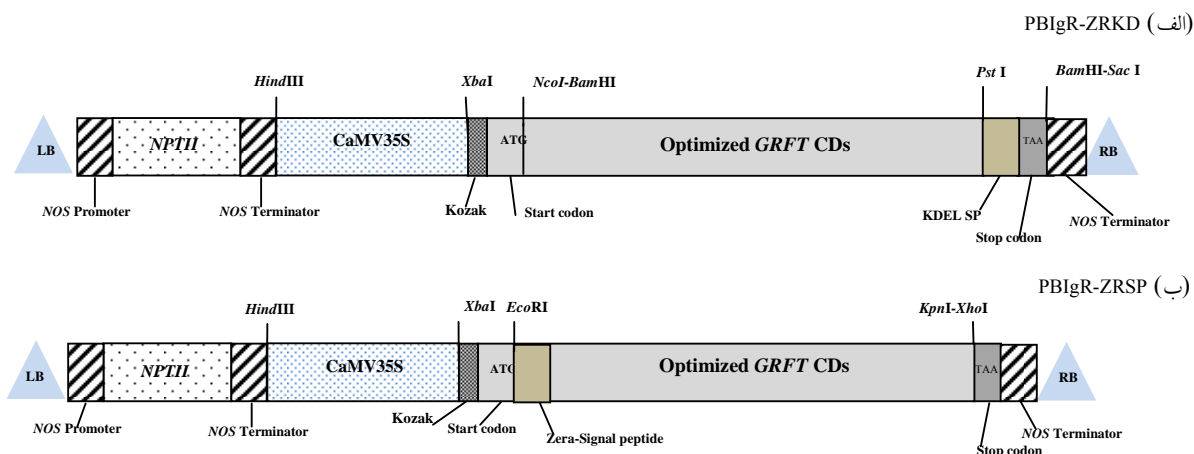 PBIgR-ZRKD (الف)
HindIII XbaI NcoI-BamHI Pst I BamHI-Sac I
LB NPTII CaMV35S ATG Optimized GRFT CDs TAA RB
NOS Promoter NOS Terminator Kozak Start codon KDEL SP NOS Terminator
Stop codon
PBIgR-ZRSP (ب)
HindIII XbaI EcoRI KpnI-XhoI
LB NPTII CaMV35S ATG Optimized GRFT CDs TAA RB
NOS Promoter NOS Terminator Kozak Start codon Zera-Signal peptide NOS Terminator
Stop codon